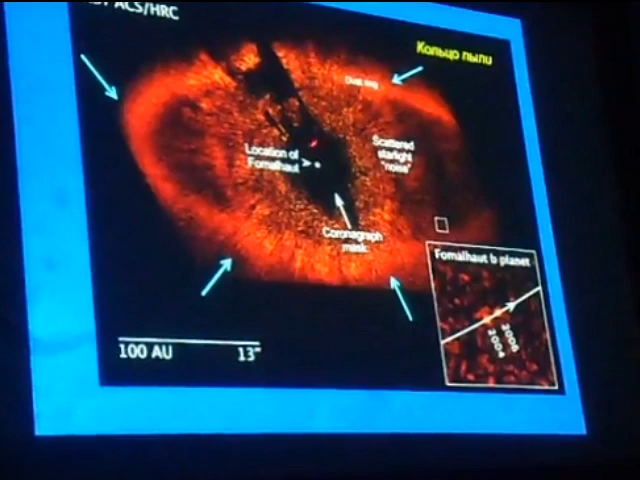 ACS/HRC
Кольцо пыли
Dust ring
Scattered
starlight
"noise"
Location of
Fomalhaut
Coronagraph
mask
Fomalhaut b planet
2006
2004
100 AU 13"